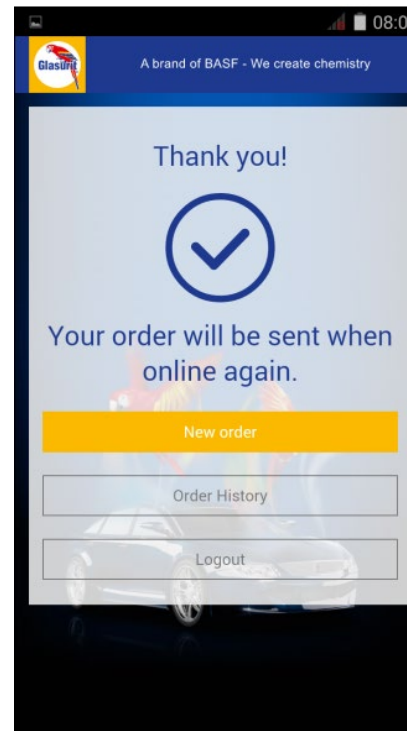 08:0
Glasurit
A brand of BASF - We create chemistry
Thank you!
Your order will be sent when
online again.
New order
Order History
Logout